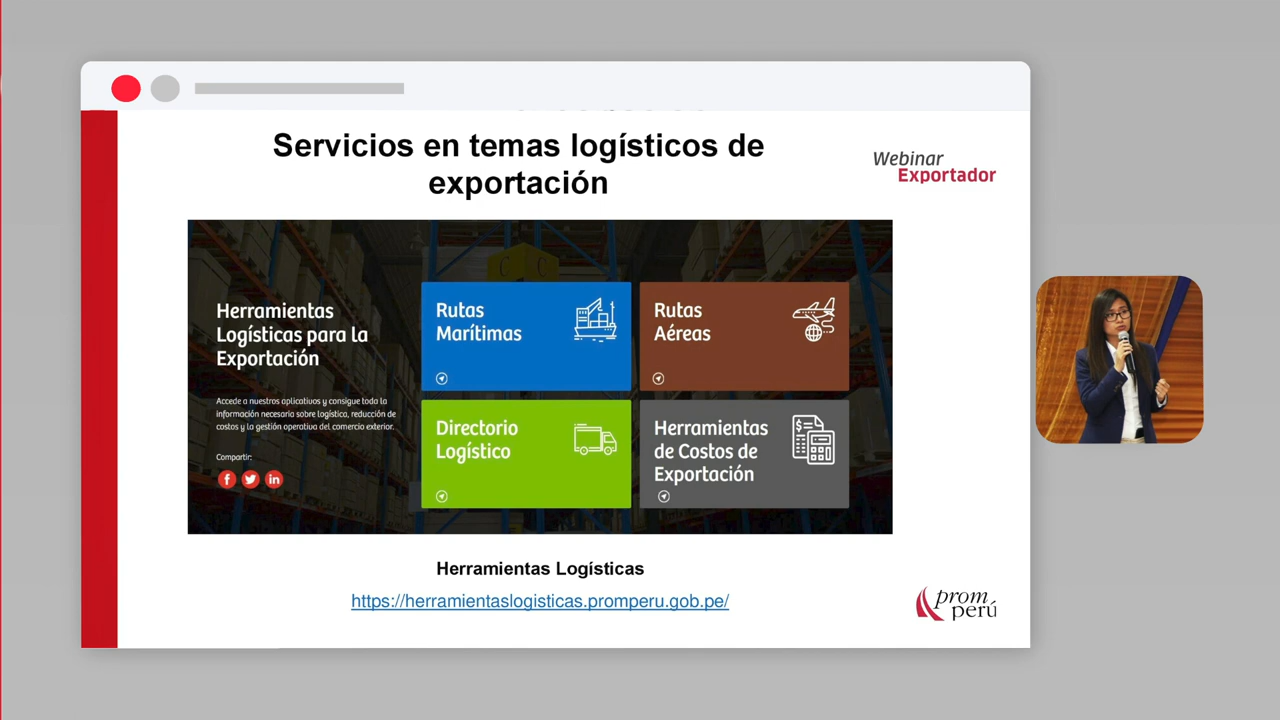 Servicios en temas logísticos de
exportación
Webinar
Exportador
Herramientas
Logísticas para la
Exportación
Accede a nuestros aplicativos y consigue toda la
información necesaria sobre logística, reducción de
costos y la gestión operativa del comercio exterior.
Compartir:
Rutas
Marítimas
Rutas
Aéreas
Directorio
Logístico
Herramientas
de Costos de
Exportación
Herramientas Logísticas
https://herramientaslogisticas.promperu.gob.pe/
prom
perú